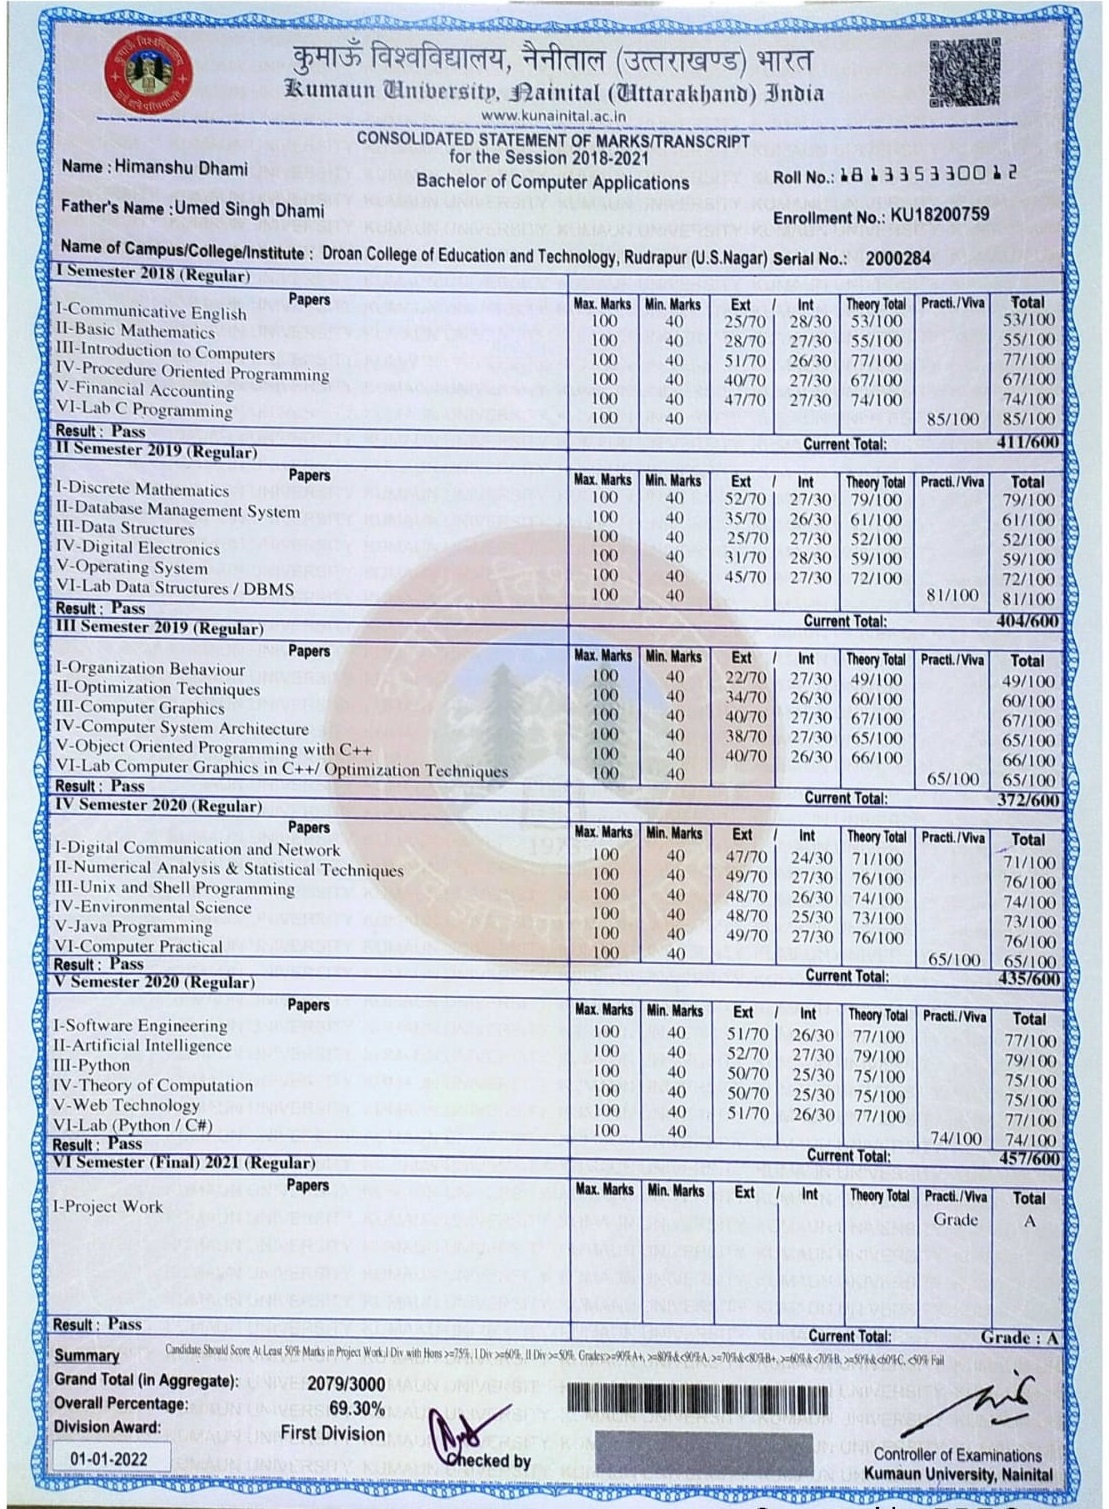 कुमाऊँ विश्वविद्यालय, नैनीताल (उत्तराखण्ड) भारत
Kumaun University, Nainital (Uttarakhand) India
www.kunainital.ac.in
CONSOLIDATED STATEMENT OF MARKS/TRANSCRIPT
for the Session 2018-2021
Name : Himanshu Dhami Bachelor of Computer Applications Roll No.: 181335330012
Father's Name : Umed Singh Dhami Enrollment No.: KU18200759
Name of Campus/College/Institute : Droan College of Education and Technology, Rudrapur (U.S.Nagar) Serial No.: 2000284
I Semester 2018 (Regular)
Papers Max. Marks Min. Marks Ext / Int Theory Total Practi./Viva Total
I-Communicative English 100 40 25/70 28/30 53/100 53/100
II-Basic Mathematics 100 40 28/70 27/30 55/100 55/100
III-Introduction to Computers 100 40 51/70 26/30 77/100 77/100
IV-Procedure Oriented Programming 100 40 40/70 27/30 67/100 67/100
V-Financial Accounting 100 40 47/70 27/30 74/100 74/100
VI-Lab C Programming 100 40 85/100 85/100
Result : Pass Current Total: 411/600
II Semester 2019 (Regular)
Papers Max. Marks Min. Marks Ext / Int Theory Total Practi./Viva Total
I-Discrete Mathematics 100 40 52/70 27/30 79/100 79/100
II-Database Management System 100 40 35/70 26/30 61/100 61/100
III-Data Structures 100 40 25/70 27/30 52/100 52/100
IV-Digital Electronics 100 40 31/70 28/30 59/100 59/100
V-Operating System 100 40 45/70 27/30 72/100 72/100
VI-Lab Data Structures / DBMS 100 40 81/100 81/100
Result : Pass Current Total: 404/600
III Semester 2019 (Regular)
Papers Max. Marks Min. Marks Ext / Int Theory Total Practi./Viva Total
I-Organization Behaviour 100 40 22/70 27/30 49/100 49/100
II-Optimization Techniques 100 40 34/70 26/30 60/100 60/100
III-Computer Graphics 100 40 40/70 27/30 67/100 67/100
IV-Computer System Architecture 100 40 38/70 27/30 65/100 65/100
V-Object Oriented Programming with C++ 100 40 40/70 26/30 66/100 66/100
VI-Lab Computer Graphics in C++/ Optimization Techniques 100 40 65/100 65/100
Result : Pass Current Total: 372/600
IV Semester 2020 (Regular)
Papers Max. Marks Min. Marks Ext / Int Theory Total Practi./Viva Total
I-Digital Communication and Network 100 40 47/70 24/30 71/100 71/100
II-Numerical Analysis & Statistical Techniques 100 40 49/70 27/30 76/100 76/100
III-Unix and Shell Programming 100 40 48/70 26/30 74/100 74/100
IV-Environmental Science 100 40 48/70 25/30 73/100 73/100
V-Java Programming 100 40 49/70 27/30 76/100 76/100
VI-Computer Practical 100 40 65/100 65/100
Result : Pass Current Total: 435/600
V Semester 2020 (Regular)
Papers Max. Marks Min. Marks Ext / Int Theory Total Practi./Viva Total
I-Software Engineering 100 40 51/70 26/30 77/100 77/100
II-Artificial Intelligence 100 40 52/70 27/30 79/100 79/100
III-Python 100 40 50/70 25/30 75/100 75/100
IV-Theory of Computation 100 40 50/70 25/30 75/100 75/100
V-Web Technology 100 40 51/70 26/30 77/100 77/100
VI-Lab (Python / C#) 100 40 74/100 74/100
Result : Pass Current Total: 457/600
VI Semester (Final) 2021 (Regular)
Papers Max. Marks Min. Marks Ext Int Theory Total Practi./Viva Total
I-Project Work Grade A
Result : Pass Current Total: Grade : A
Summary Candidate Should Score At Least 50% Marks in Project Work,I Div with Hons >=75%, I Div >=60%, II Div >=50%, Grades:>=90%A+, >=80%&<90%A, >=70%&<80%B+, >=60%&<70%B, >=50%&<60%C, <50% Fail
Grand Total (in Aggregate): 2079/3000
Overall Percentage: 69.30%
Division Award: First Division
01-01-2022 Checked by Controller of Examinations
Kumaun University, Nainital